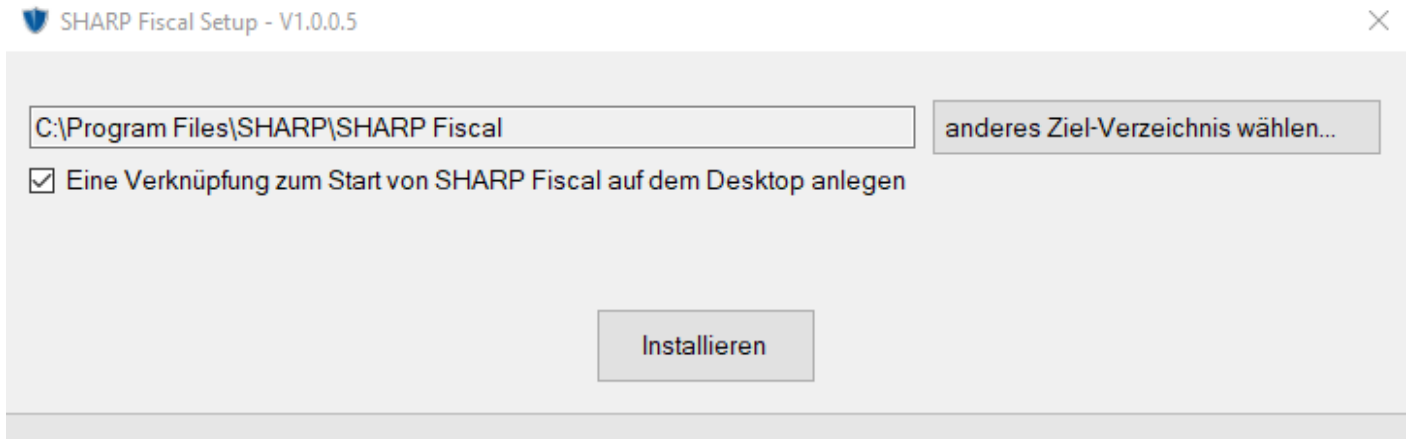 SHARP Fiscal Setup - V1.0.0.5
C:\Program Files\SHARP\SHARP Fiscal
anderes Ziel-Verzeichnis wählen...
Eine Verknüpfung zum Start von SHARP Fiscal auf dem Desktop anlegen
Installieren